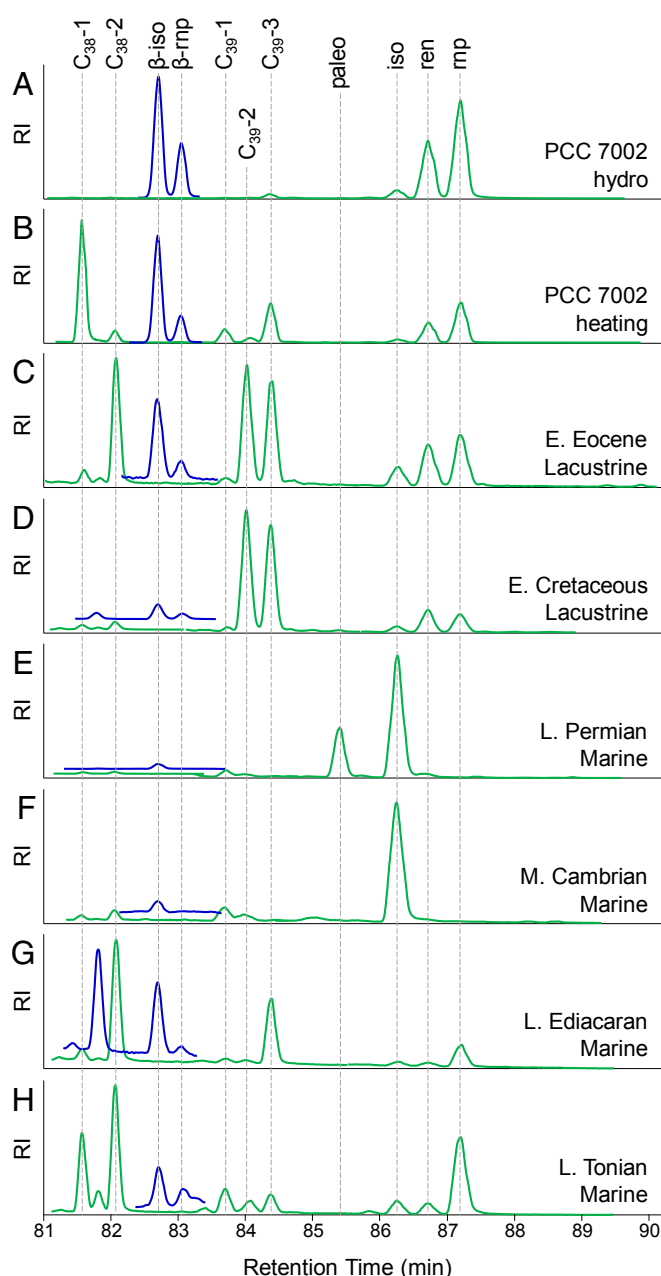 C₃₈-1
C₃₈-2
β-iso
β-rnp
C₃₉-1
C₃₉-2
C₃₉-3
paleo
iso
ren
rnp
A
RI
PCC 7002
hydro
B
RI
PCC 7002
heating
C
RI
E. Eocene
Lacustrine
D
RI
E. Cretaceous
Lacustrine
E
RI
L. Permian
Marine
F
RI
M. Cambrian
Marine
G
RI
L. Ediacaran
Marine
H
RI
L. Tonian
Marine
81 82 83 84 85 86 87 88 89 90
Retention Time (min)